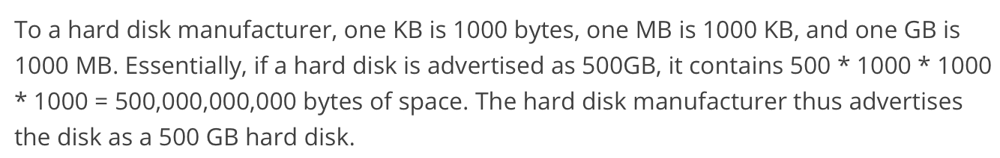 To a hard disk manufacturer, one KB is 1000 bytes, one MB is 1000 KB, and one GB is
1000 MB. Essentially, if a hard disk is advertised as 500GB, it contains 500 * 1000 * 1000
* 1000 = 500,000,000,000 bytes of space. The hard disk manufacturer thus advertises
the disk as a 500 GB hard disk.